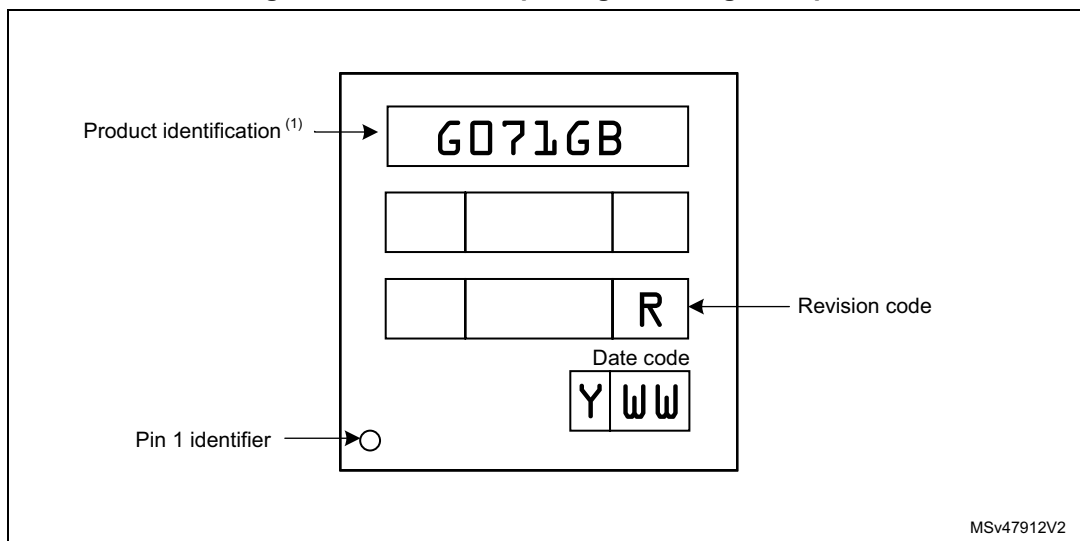 Product identification (1)
G071GB
R
Revision code
Date code
Y WW
Pin 1 identifier
MSv47912V2